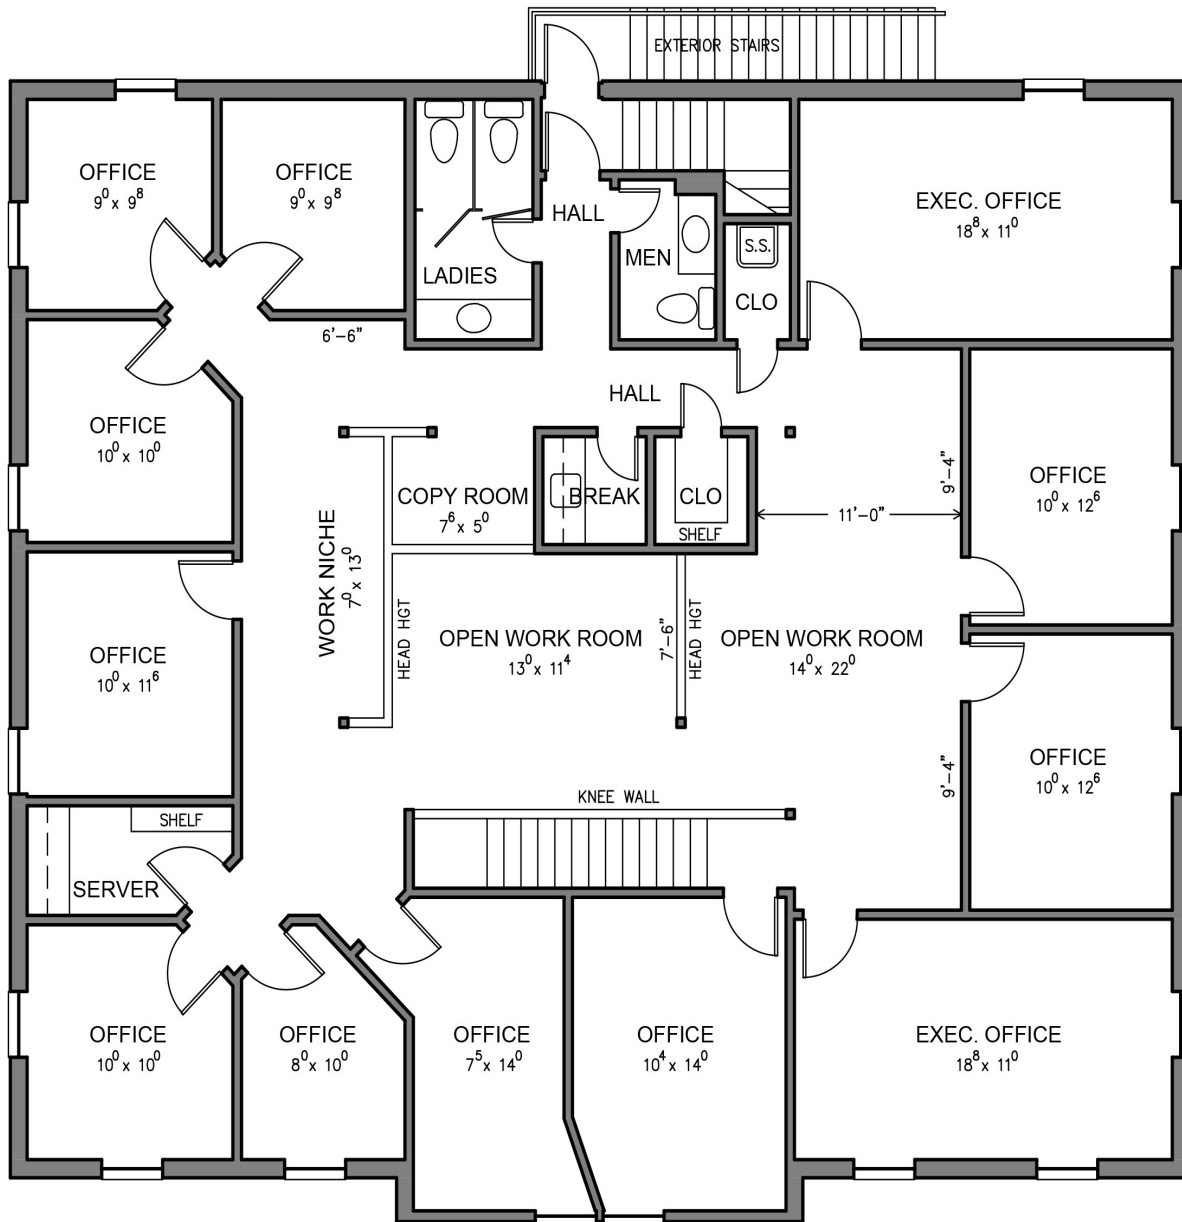 EXTERIOR STAIRS
OFFICE
9⁰ x 9⁸
OFFICE
9⁰ x 9⁸
LADIES
HALL
MEN
S.S.
CLO
EXEC. OFFICE
18⁸ x 11⁰
6'-6"
HALL
OFFICE
10⁰ x 10⁰
COPY ROOM
7⁶ x 5⁰
BREAK
CLO
SHELF
11'-0"
9'-4"
OFFICE
10⁰ x 12⁶
WORK NICHE
7⁰ x 13⁰
HEAD HGT
OPEN WORK ROOM
13⁰ x 11⁴
7'-6"
HEAD HGT
OPEN WORK ROOM
14⁰ x 22⁰
OFFICE
10⁰ x 11⁶
9'-4"
OFFICE
10⁰ x 12⁶
KNEE WALL
SHELF
SERVER
OFFICE
10⁰ x 10⁰
OFFICE
8⁰ x 10⁰
OFFICE
7⁵ x 14⁰
OFFICE
10⁴ x 14⁰
EXEC. OFFICE
18⁸ x 11⁰